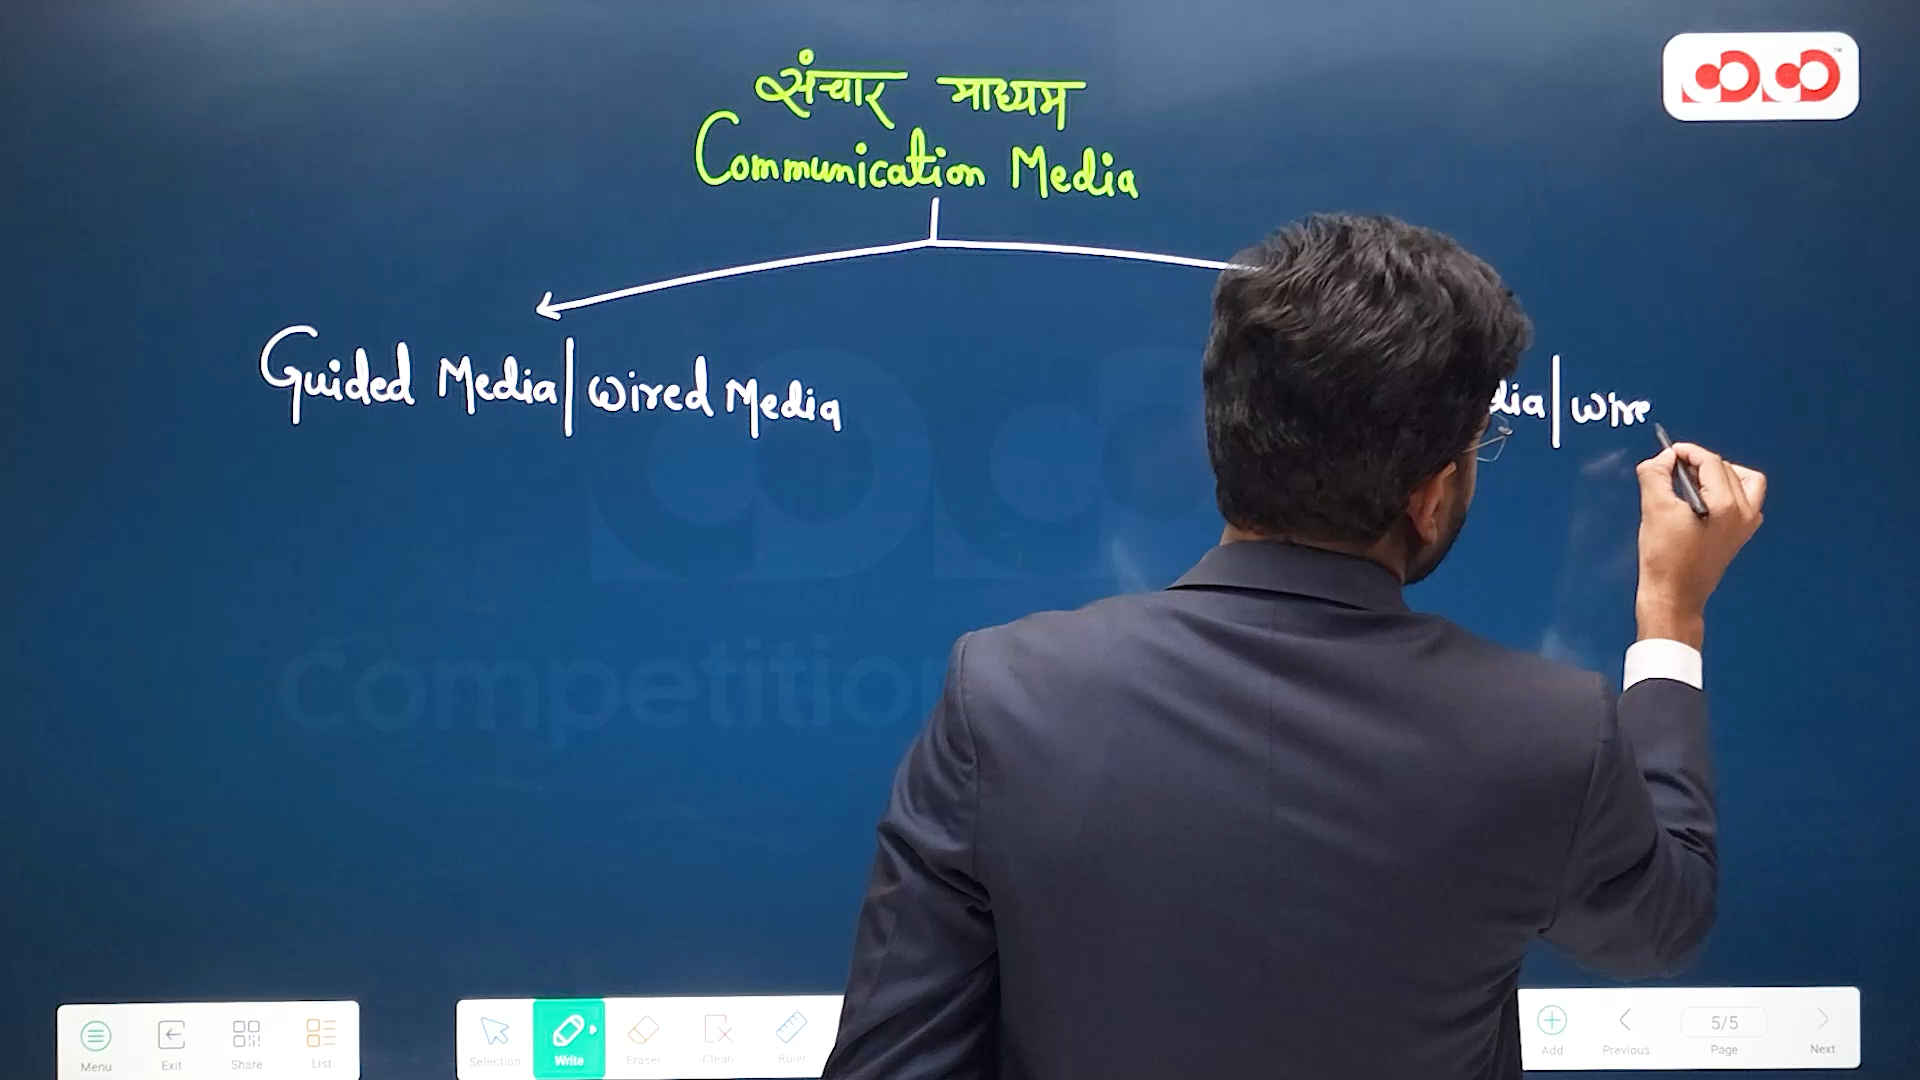 संचार माध्यम
Communication Media
Guided Media | Wired Media
dia | wire
Competition
Menu
Exit
Share
List
Selection
Write
Eraser
Clean
Ruler
Add
Previous
5/5
Page
Next